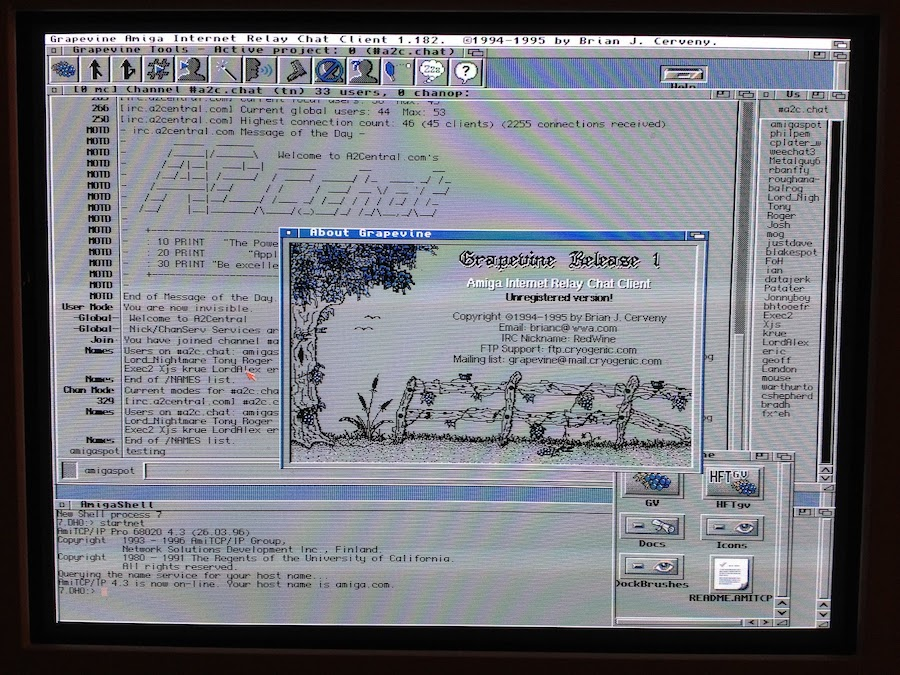 Grapevine Amiga Internet Relay Chat Client 1.182. ©1994-1995 by Brian J. Cerveny.
Grapevine Tools - Active project: 0 (#a2c.chat)
Zzz
?
Help
[0 mc] Channel #a2c.chat (tn) 33 users, 0 chanop:
265 [irc.a2central.com] Current local users: 38 Max: 45
266 [irc.a2central.com] Current global users: 44 Max: 53
250 [irc.a2central.com] Highest connection count: 46 (45 clients) (2255 connections received)
MOTD - irc.a2central.com Message of the Day -
MOTD -
MOTD - Welcome to A2Central.com's
MOTD -
MOTD -
MOTD -
MOTD -
MOTD -
MOTD -
MOTD - : 10 PRINT "The Powe
MOTD - : 20 PRINT "Appl
MOTD - : 30 PRINT "Be excelle
MOTD -
MOTD -
MOTD End of Message of the Day.
User Mode You are now invisible.
-Global- Welcome to A2Central
-Global- Nick/ChanServ Services ar
Join You have joined channel #a
Names Users on #a2c.chat: amigas
Lord_Nightmare Tony Roger
Exec2 Xjs krue LordAlex er
Names End of /NAMES list.
Chan Mode Current modes for #a2c.cha
329 [irc.a2central.com] #a2c.c
Names Users on #a2c.chat: amigas
Lord_Nightmare Tony Roger
Exec2 Xjs krue LordAlex er
Names End of /NAMES list.
amigaspot testing
amigaspot
Us
#a2c.chat
amigaspot
philpem
cplater_w
weechat3
Metalguy6
rbanffy
roughana-
balrog
Lord_Nigh
Tony
Roger
Josh
mog
justdave
blakespot
FoH
ian
datajerk
Patater
Jonnyboy
bhtooefr
Exec2
Xjs
krue
LordAlex
eric
geoff
Landon
mouse
warthurto
cshepherd
bradh
fx^eh
About Grapevine
Grapevine Release 1
Amiga Internet Relay Chat Client
Unregistered version!
Copyright ©1994-1995 by Brian J. Cerveny
Email: brianc@wwa.com
IRC Nickname: RedWine
FTP Support: ftp.cryogenic.com
Mailing list: grapevine@mail.cryogenic.com
AmigaShell
New Shell process 7
7.DH0:> startnet
AmiTCP/IP Pro 68020 4.3 (26.03.96)
Copyright 1993 - 1996 AmiTCP/IP Group,
Network Solutions Development Inc., Finland.
Copyright 1980 - 1991 The Regents of the University of California.
All rights reserved.
Querying the name service for your host name...
AmiTCP/IP 4.3 is now on-line. Your host name is amiga.com.
7.DH0:>
GV
HFTGV
HFTgv
Docs
Icons
DockBrushes
README.AMITCP